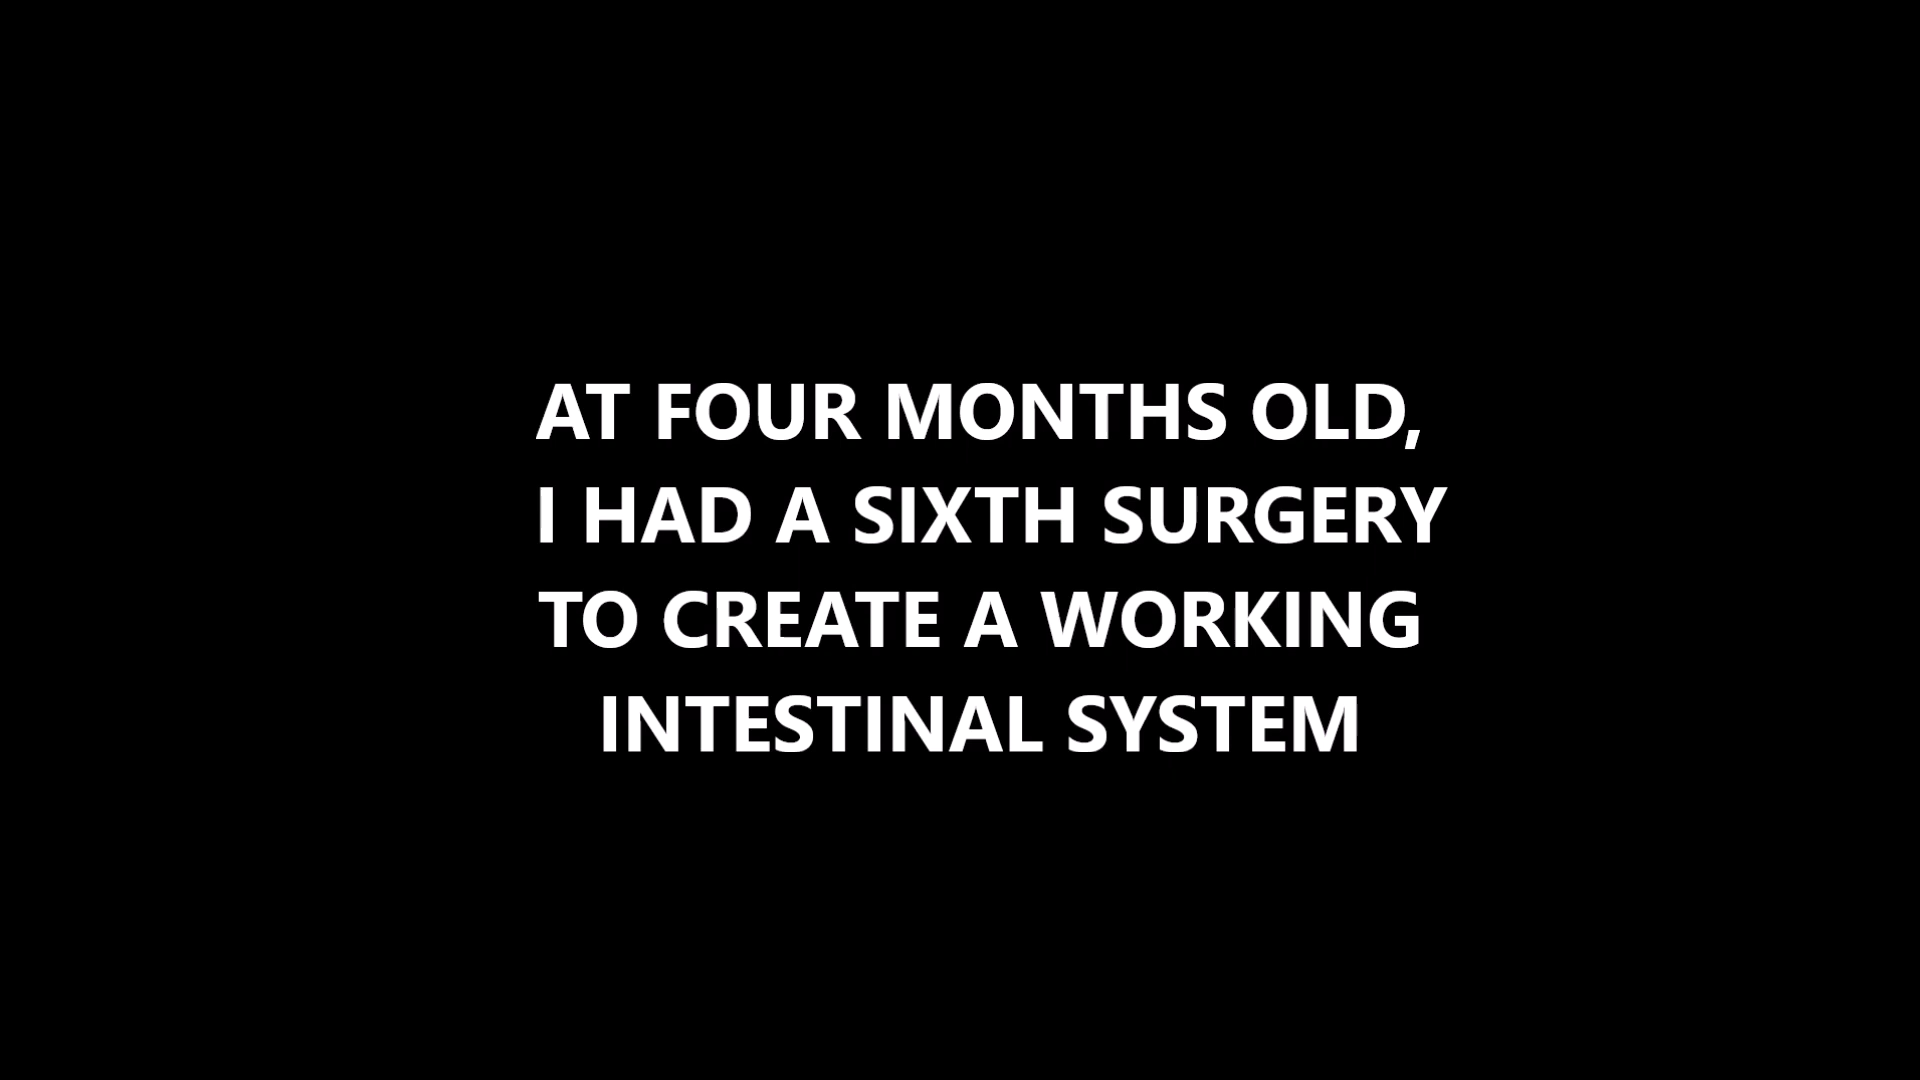 AT FOUR MONTHS OLD,
I HAD A SIXTH SURGERY
TO CREATE A WORKING
INTESTINAL SYSTEM